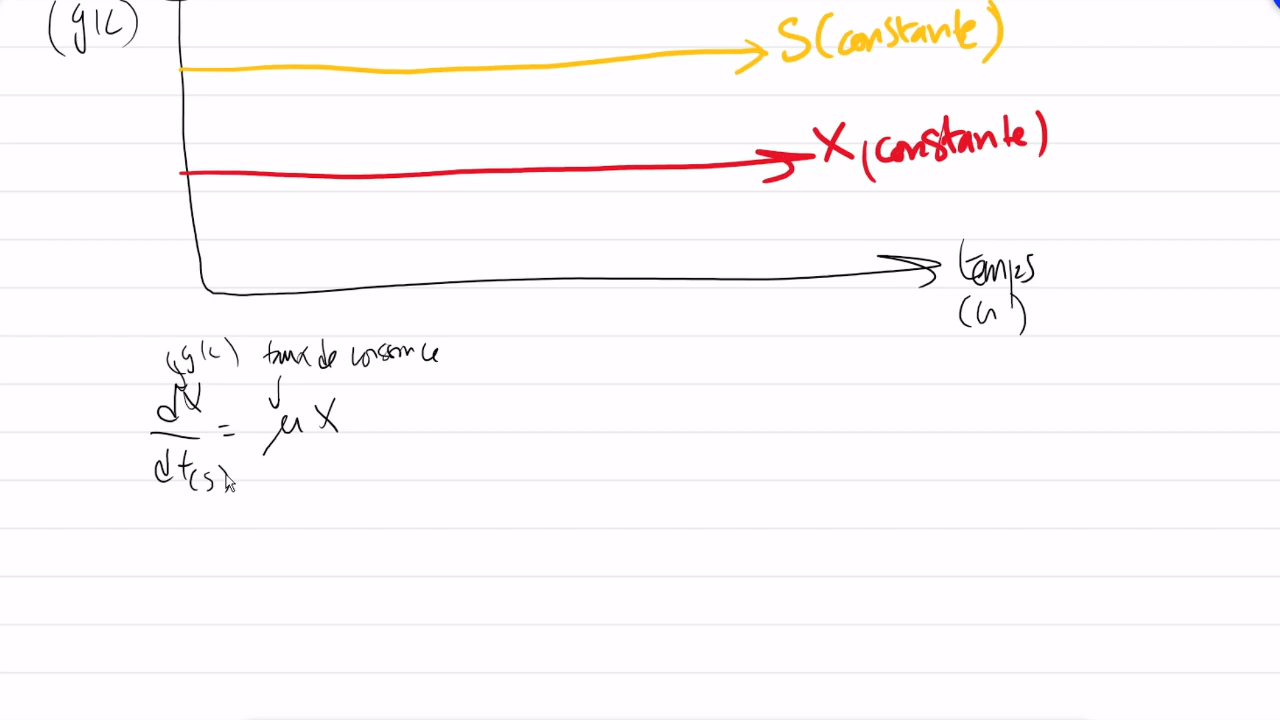 (g/L)
S (constante)
X (constante)
temps
(h)
(g/L) taux de croissance
dX
= μ X
dt (s)